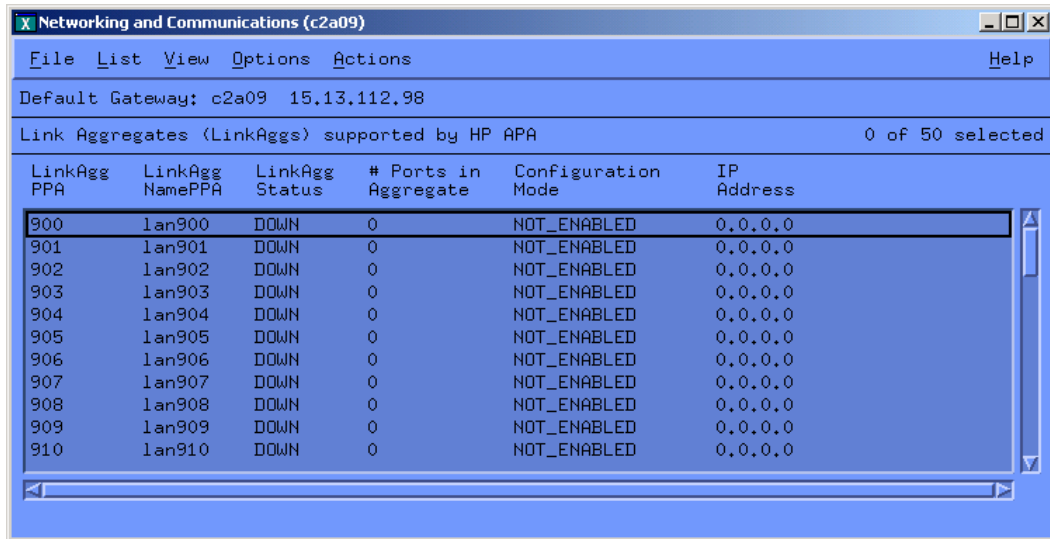 X Networking and Communications (c2a09)
File List View Options Actions Help
Default Gateway: c2a09 15.13.112.98
Link Aggregates (LinkAggs) supported by HP APA 0 of 50 selected
LinkAgg LinkAgg LinkAgg # Ports in Configuration IP
PPA NamePPA Status Aggregate Mode Address
900 lan900 DOWN 0 NOT_ENABLED 0.0.0.0
901 lan901 DOWN 0 NOT_ENABLED 0.0.0.0
902 lan902 DOWN 0 NOT_ENABLED 0.0.0.0
903 lan903 DOWN 0 NOT_ENABLED 0.0.0.0
904 lan904 DOWN 0 NOT_ENABLED 0.0.0.0
905 lan905 DOWN 0 NOT_ENABLED 0.0.0.0
906 lan906 DOWN 0 NOT_ENABLED 0.0.0.0
907 lan907 DOWN 0 NOT_ENABLED 0.0.0.0
908 lan908 DOWN 0 NOT_ENABLED 0.0.0.0
909 lan909 DOWN 0 NOT_ENABLED 0.0.0.0
910 lan910 DOWN 0 NOT_ENABLED 0.0.0.0